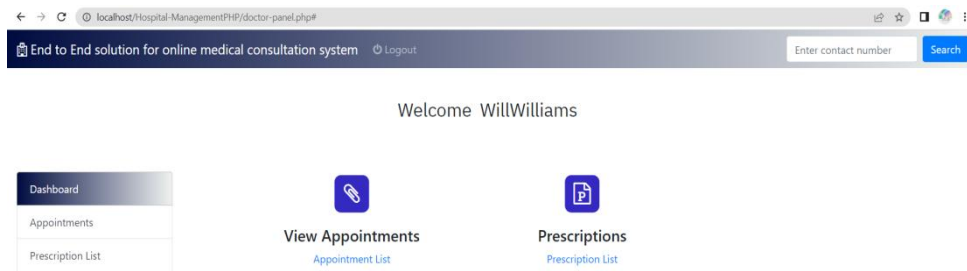 localhost/Hospital-ManagementPHP/doctor-panel.php#
End to End solution for online medical consultation system Logout Enter contact number Search
Welcome WillWilliams
Dashboard
Appointments
Prescription List
View Appointments
Appointment List
Prescriptions
Prescription List